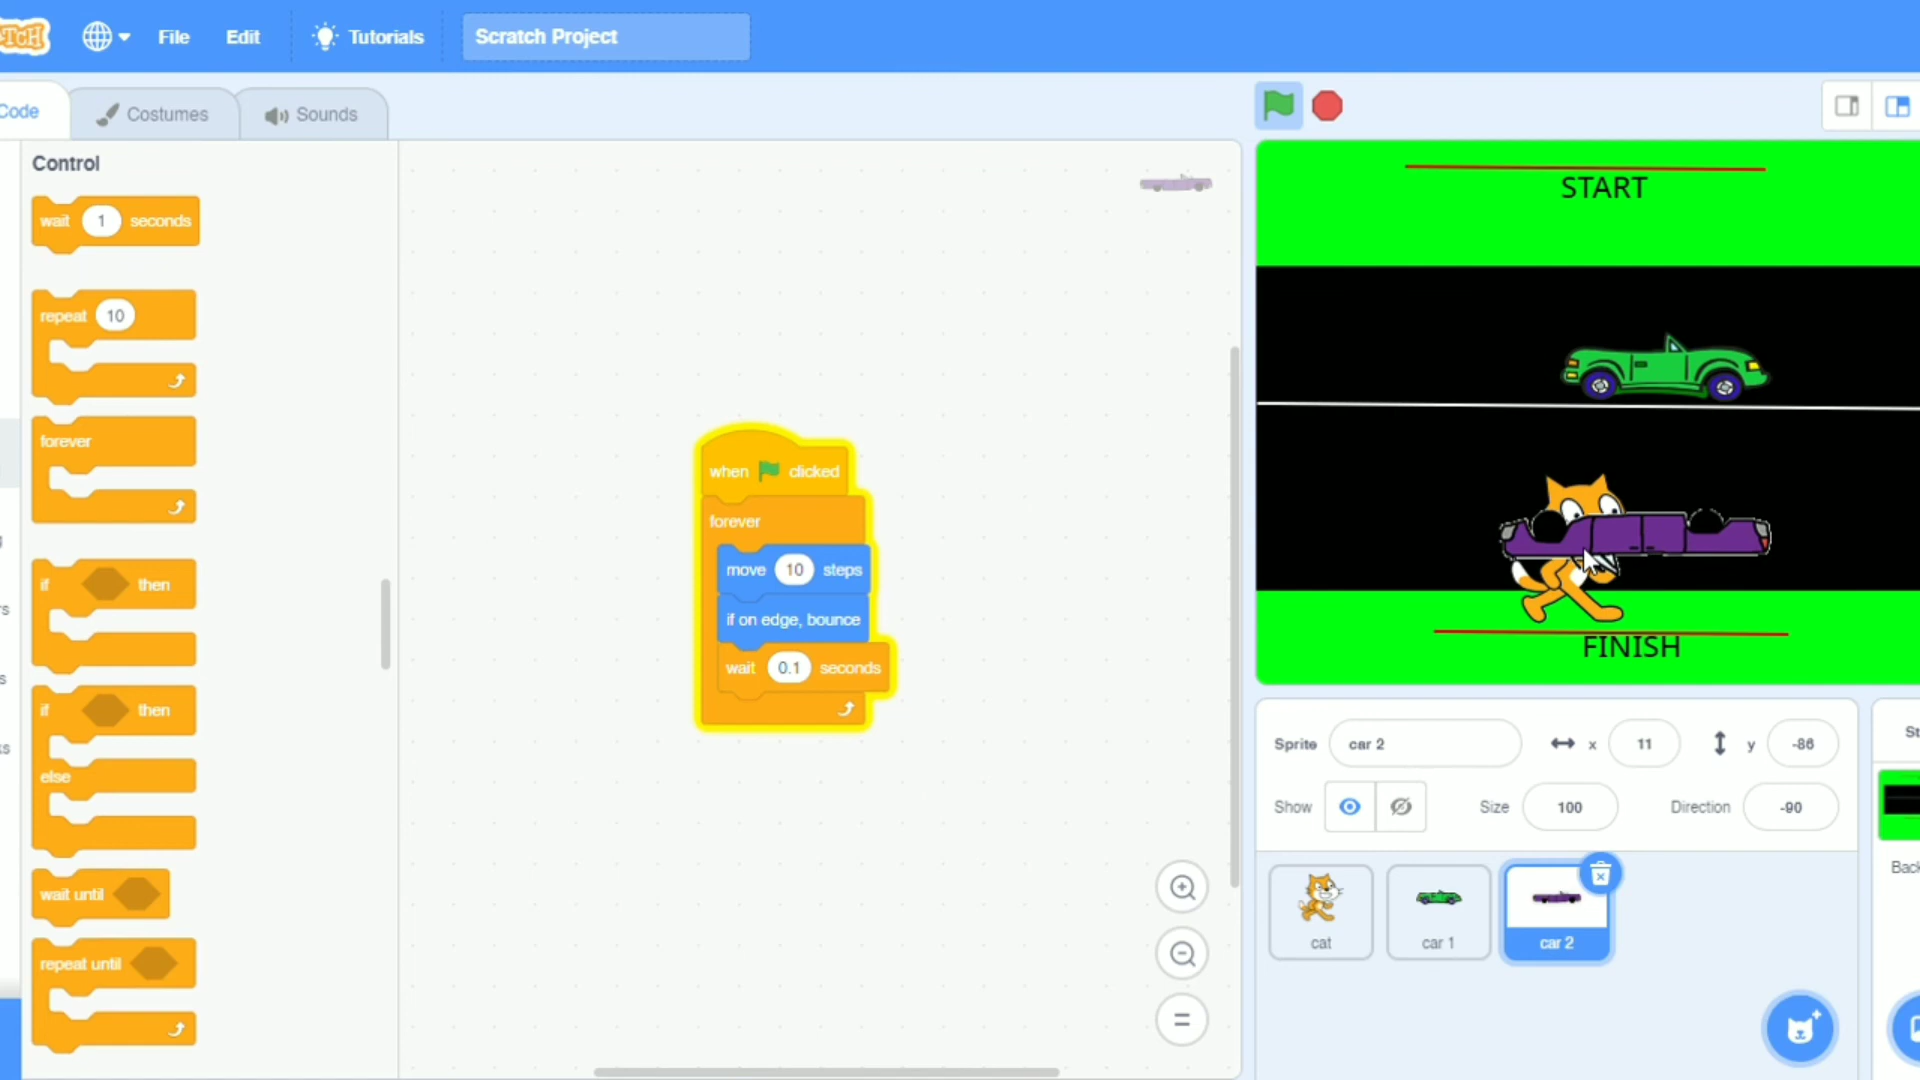 File
Edit
Tutorials
Scratch Project
Code
Costumes
Sounds
Control
wait 1 seconds
repeat 10
forever
if then
if then
else
wait until
repeat until
when clicked
forever
move 10 steps
if on edge, bounce
wait 0.1 seconds
START
FINISH
Sprite car 2 x 11 y -86
Show Size 100 Direction -90
cat
car 1
car 2